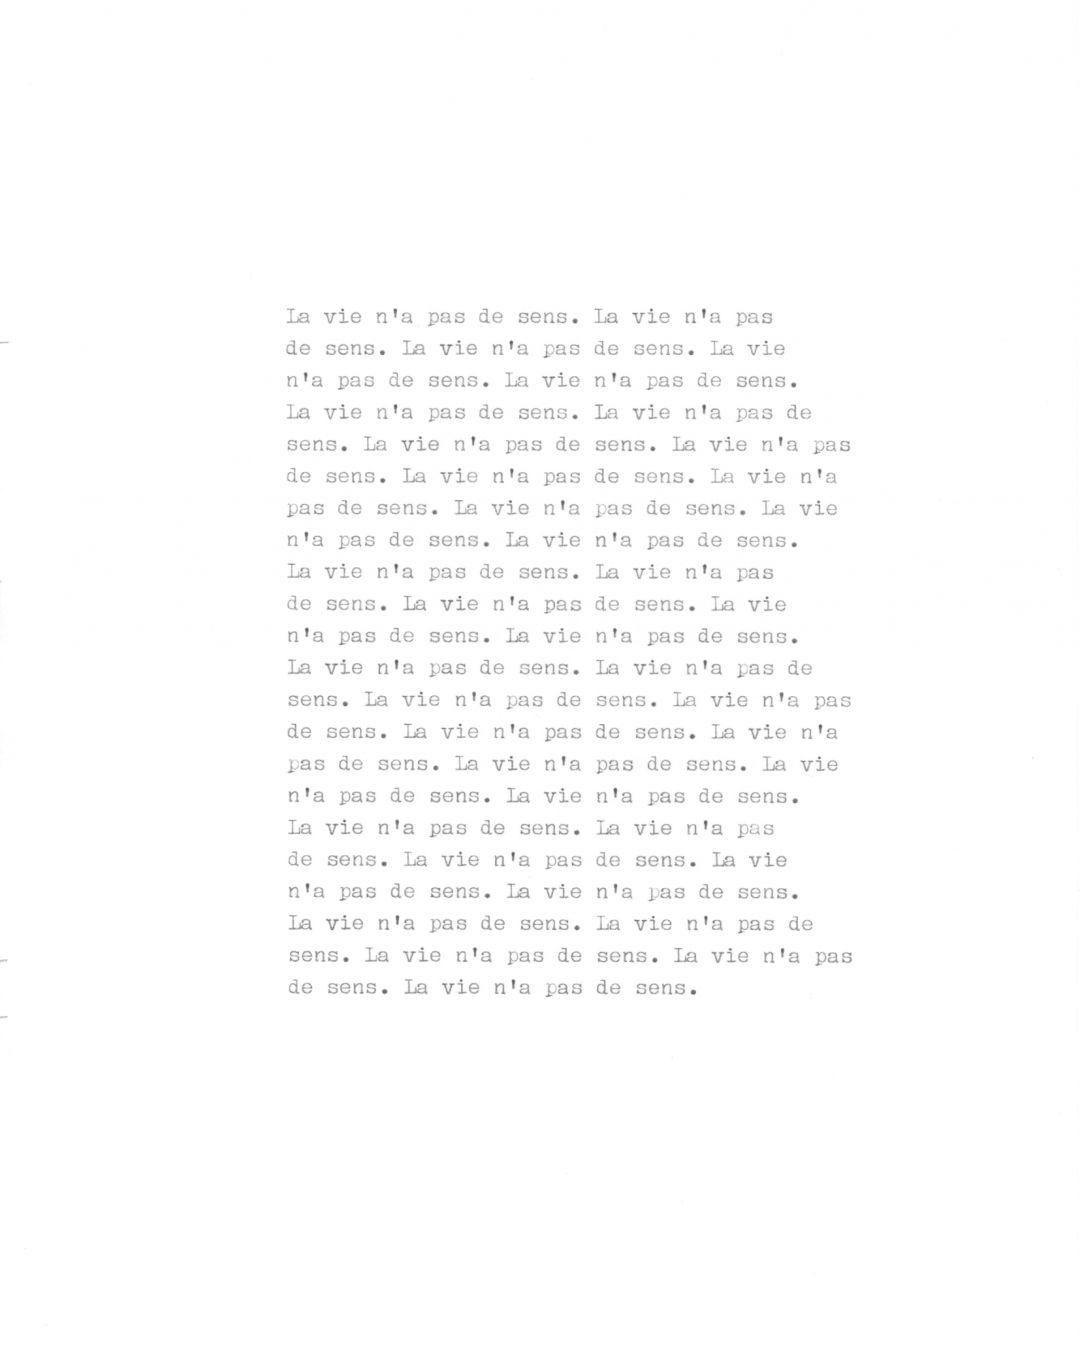 La vie n'a pas de sens. La vie n'a pas
de sens. La vie n'a pas de sens. La vie
n'a pas de sens. La vie n'a pas de sens.
La vie n'a pas de sens. La vie n'a pas de
sens. La vie n'a pas de sens. La vie n'a pas
de sens. La vie n'a pas de sens. La vie n'a
pas de sens. La vie n'a pas de sens. La vie
n'a pas de sens. La vie n'a pas de sens.
La vie n'a pas de sens. La vie n'a pas
de sens. La vie n'a pas de sens. La vie
n'a pas de sens. La vie n'a pas de sens.
La vie n'a pas de sens. La vie n'a pas de
sens. La vie n'a pas de sens. La vie n'a pas
de sens. La vie n'a pas de sens. La vie n'a
pas de sens. La vie n'a pas de sens. La vie
n'a pas de sens. La vie n'a pas de sens.
La vie n'a pas de sens. La vie n'a pas
de sens. La vie n'a pas de sens. La vie
n'a pas de sens. La vie n'a pas de sens.
La vie n'a pas de sens. La vie n'a pas de
sens. La vie n'a pas de sens. La vie n'a pas
de sens. La vie n'a pas de sens.